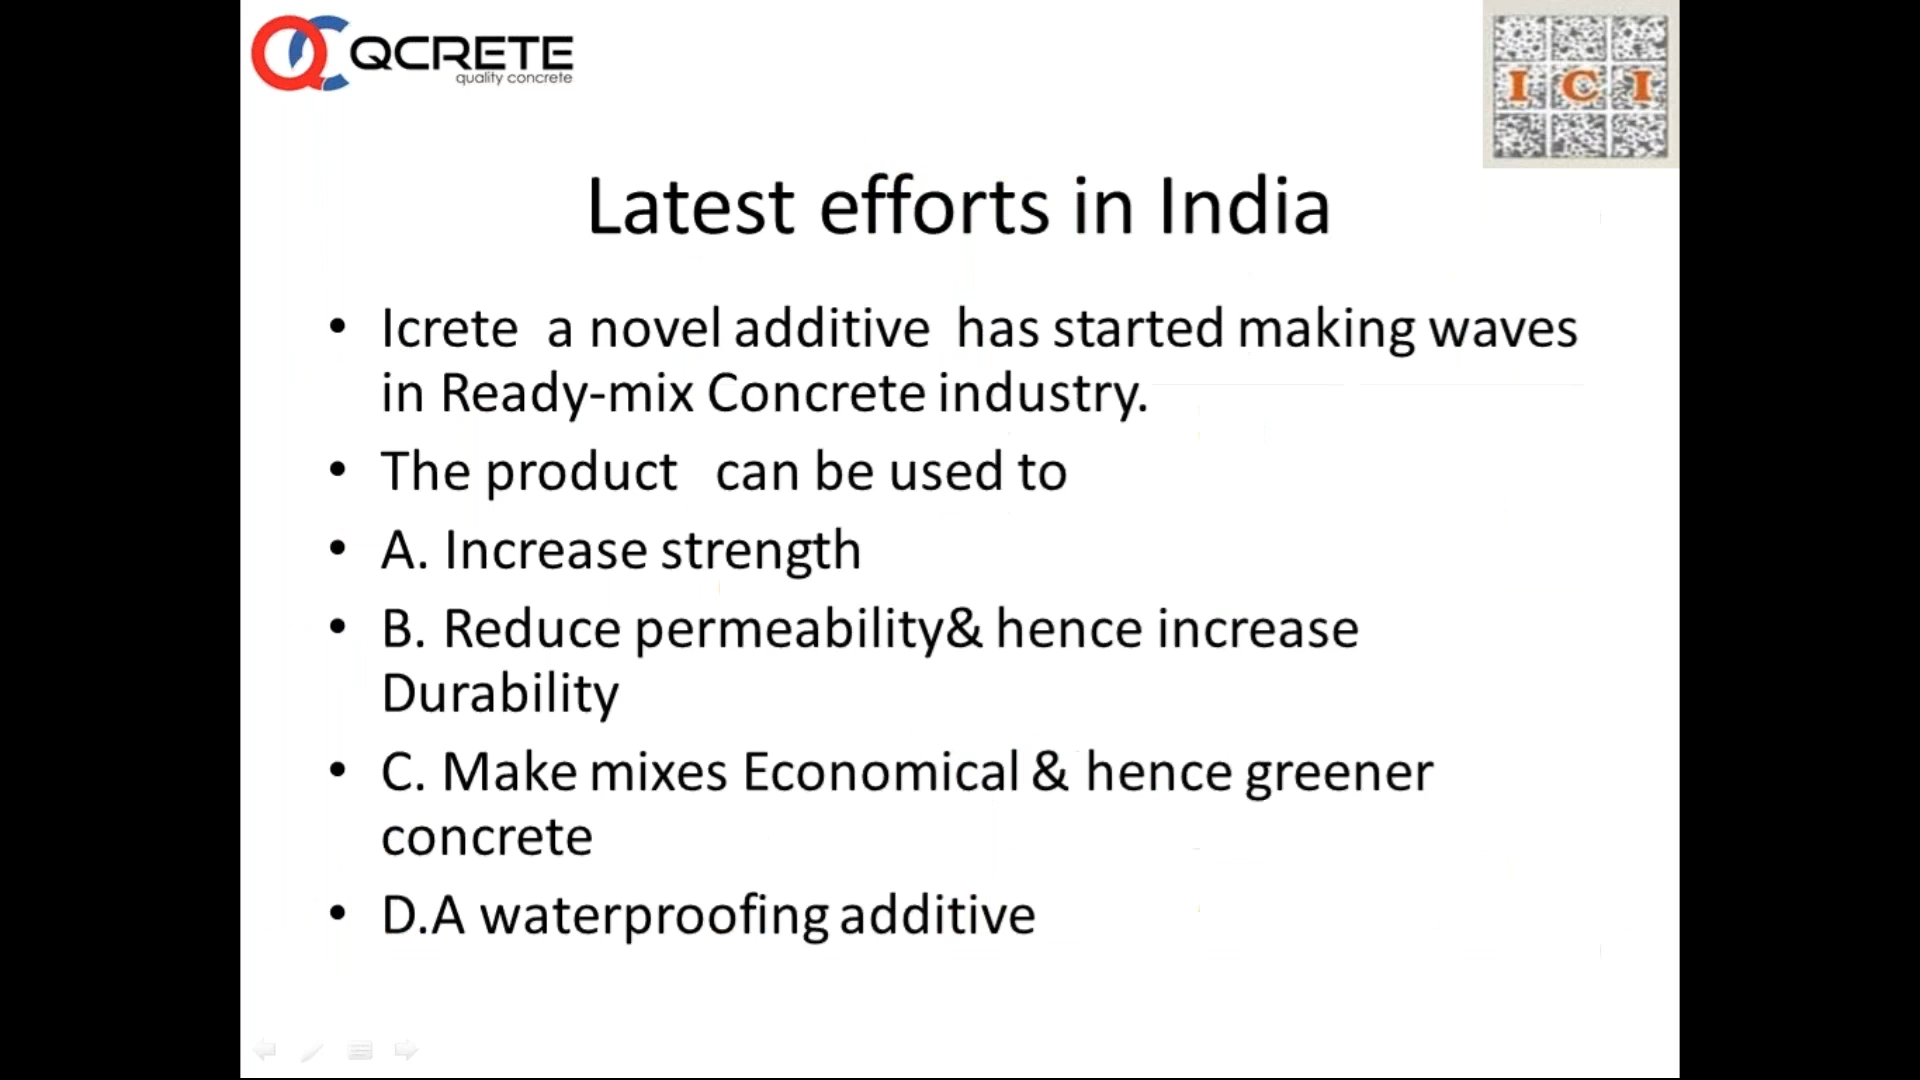 QCRETE
quality concrete
I C I
Latest efforts in India
• Icrete a novel additive has started making waves
in Ready-mix Concrete industry.
• The product can be used to
• A. Increase strength
• B. Reduce permeability& hence increase
Durability
• C. Make mixes Economical & hence greener
concrete
• D.A waterproofing additive